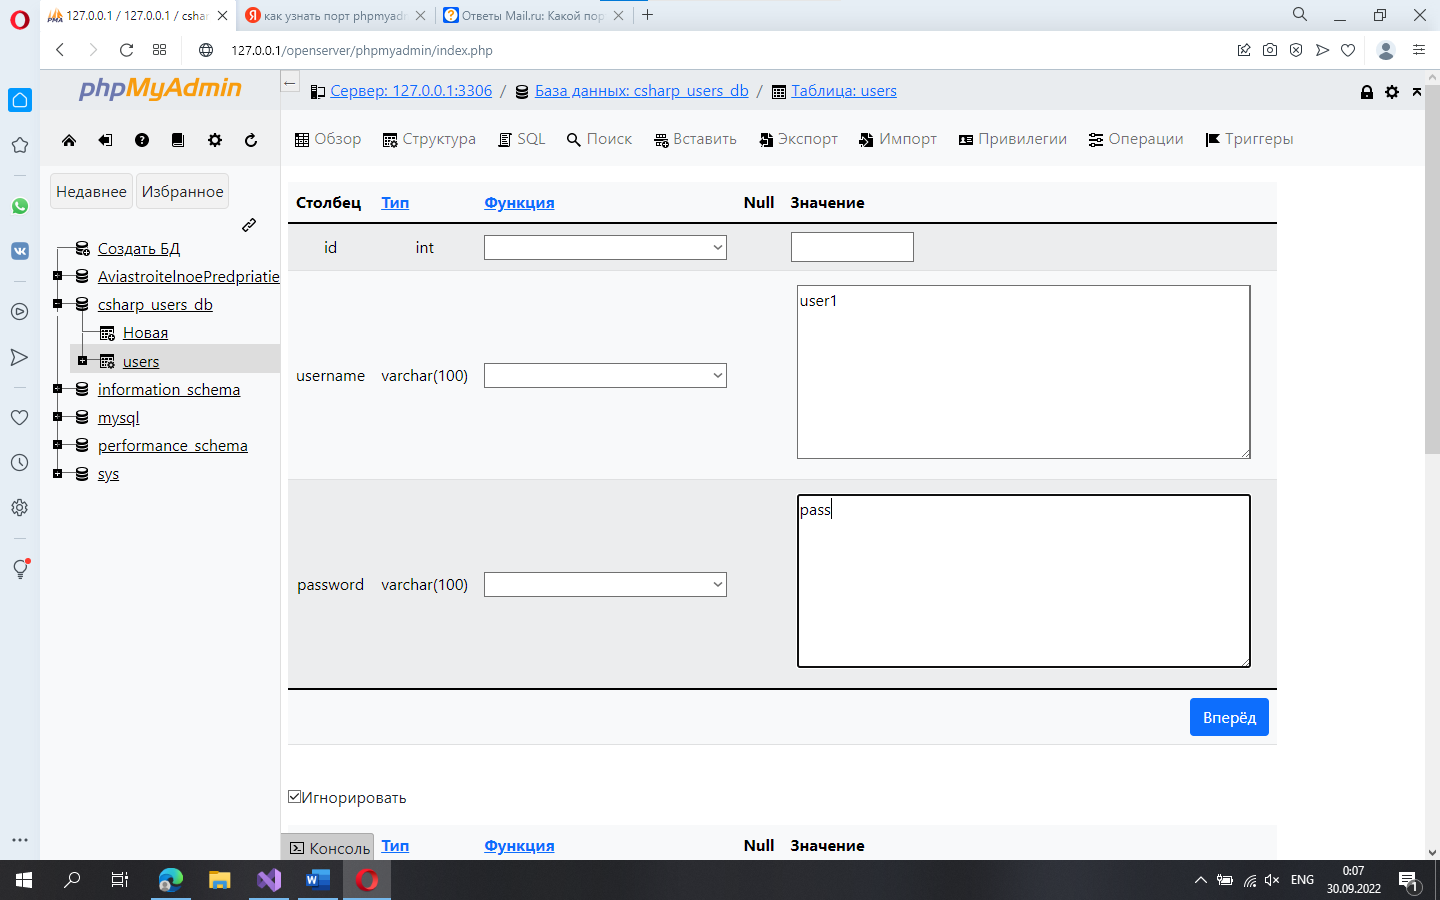 127.0.0.1 / 127.0.0.1 / cshar
как узнать порт phpmyadm
Ответы Mail.ru: Какой пор
127.0.0.1/openserver/phpmyadmin/index.php
phpMyAdmin
Сервер: 127.0.0.1:3306 / База данных: csharp_users_db / Таблица: users
Обзор Структура SQL Поиск Вставить Экспорт Импорт Привилегии Операции Триггеры
Недавнее Избранное
Создать БД
AviastroitelnoePredpriatie
csharp_users_db
Новая
users
information_schema
mysql
performance_schema
sys
Столбец Тип Функция Null Значение
id int
username varchar(100) user1
password varchar(100) pass
Вперёд
Игнорировать
Консоль Тип Функция Null Значение
ENG
0:07
30.09.2022
1